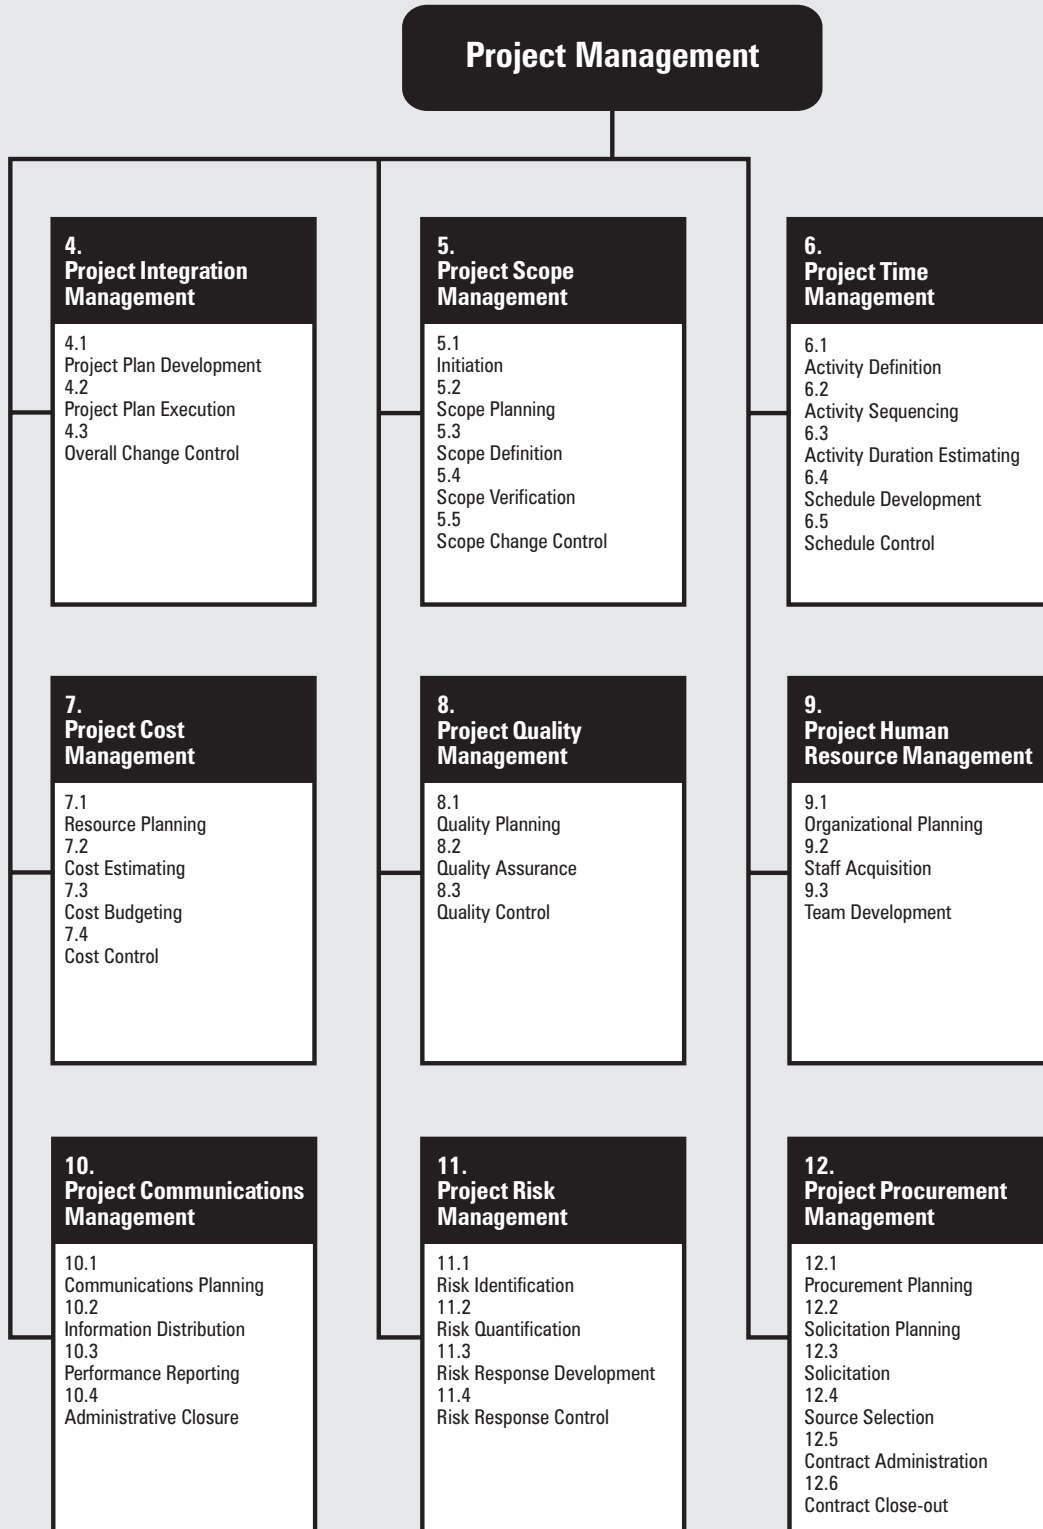 Project Management
4.
Project Integration
Management
4.1
Project Plan Development
4.2
Project Plan Execution
4.3
Overall Change Control
5.
Project Scope
Management
5.1
Initiation
5.2
Scope Planning
5.3
Scope Definition
5.4
Scope Verification
5.5
Scope Change Control
6.
Project Time
Management
6.1
Activity Definition
6.2
Activity Sequencing
6.3
Activity Duration Estimating
6.4
Schedule Development
6.5
Schedule Control
7.
Project Cost
Management
7.1
Resource Planning
7.2
Cost Estimating
7.3
Cost Budgeting
7.4
Cost Control
8.
Project Quality
Management
8.1
Quality Planning
8.2
Quality Assurance
8.3
Quality Control
9.
Project Human
Resource Management
9.1
Organizational Planning
9.2
Staff Acquisition
9.3
Team Development
10.
Project Communications
Management
10.1
Communications Planning
10.2
Information Distribution
10.3
Performance Reporting
10.4
Administrative Closure
11.
Project Risk
Management
11.1
Risk Identification
11.2
Risk Quantification
11.3
Risk Response Development
11.4
Risk Response Control
12.
Project Procurement
Management
12.1
Procurement Planning
12.2
Solicitation Planning
12.3
Solicitation
12.4
Source Selection
12.5
Contract Administration
12.6
Contract Close-out